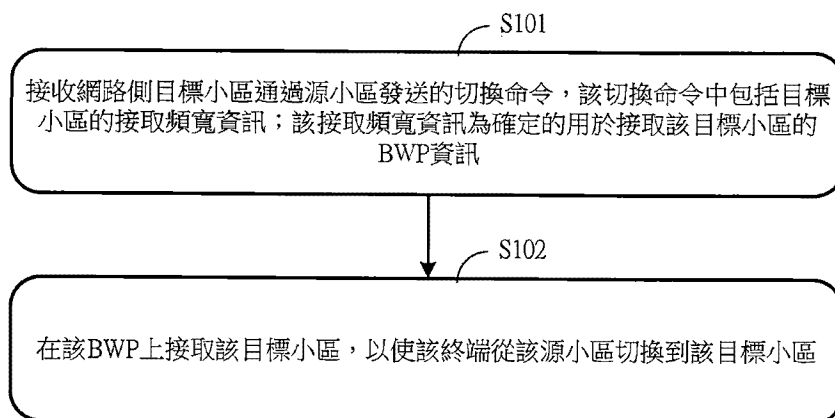 S101
接收網路側目標小區通過源小區發送的切換命令，該切換命令中包括目標
小區的接取頻寬資訊；該接取頻寬資訊為確定的用於接取該目標小區的
BWP資訊
S102
在該BWP上接取該目標小區，以使該終端從該源小區切換到該目標小區